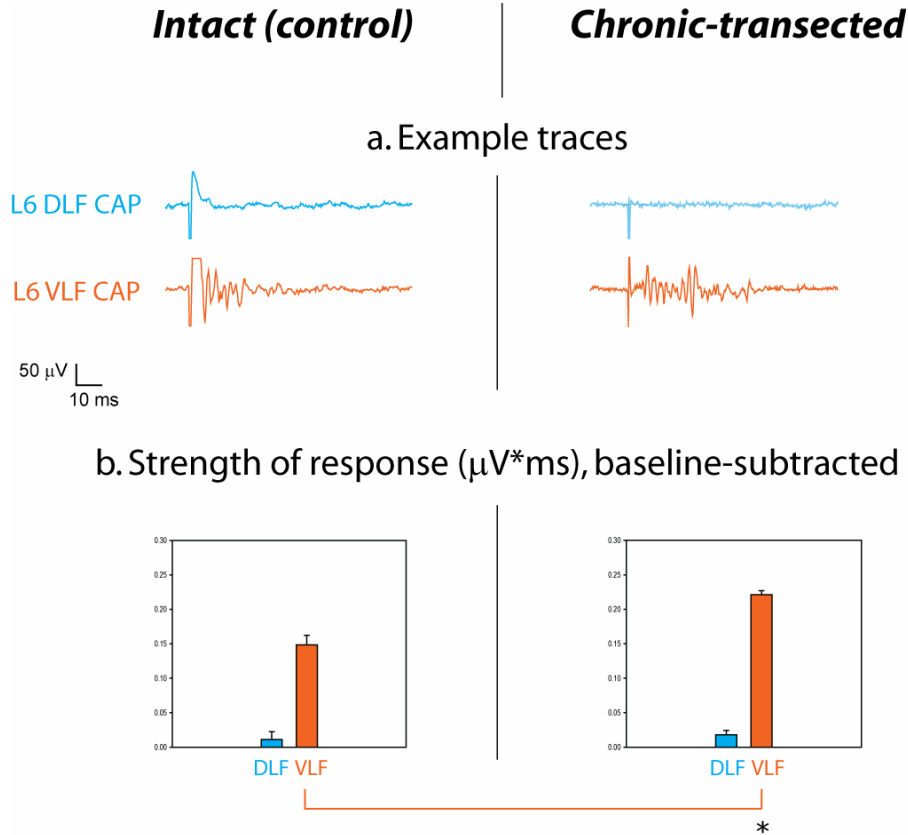 Intact (control) Chronic-transected
a. Example traces
L6 DLF CAP
L6 VLF CAP
50 μV
10 ms
b. Strength of response (μV*ms), baseline-subtracted
0.30
0.25
0.20
0.15
0.10
0.05
0.00
DLF VLF
0.30
0.25
0.20
0.15
0.10
0.05
0.00
DLF VLF
*